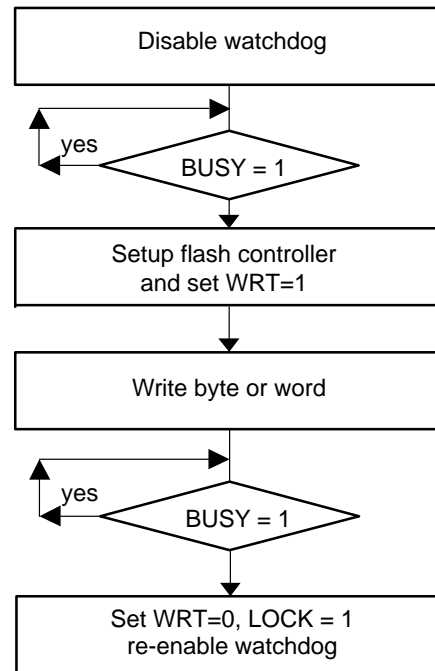 Disable watchdog
yes
BUSY = 1
Setup flash controller
and set WRT=1
Write byte or word
yes
BUSY = 1
Set WRT=0, LOCK = 1
re-enable watchdog